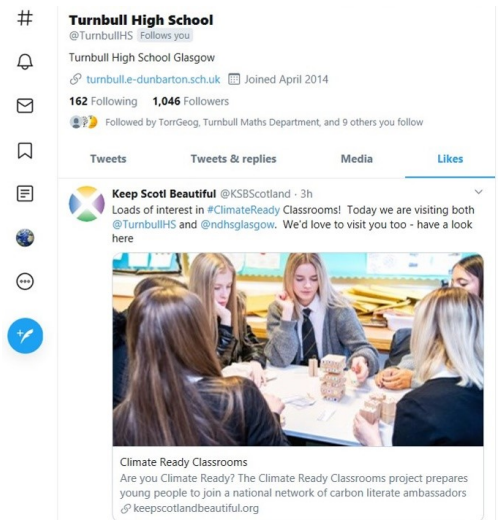 Turnbull High School
@TurnbullHS Follows you
Turnbull High School Glasgow
turnbull.e-dunbarton.sch.uk Joined April 2014
162 Following 1,046 Followers
Followed by TorrGeog, Turnbull Maths Department, and 9 others you follow
Tweets Tweets & replies Media Likes
Keep Scotl Beautiful @KSBScotland · 3h
Loads of interest in #ClimateReady Classrooms! Today we are visiting both
@TurnbullHS and @ndhsglasgow. We'd love to visit you too - have a look
here
Climate Ready Classrooms
Are you Climate Ready? The Climate Ready Classrooms project prepares
young people to join a national network of carbon literate ambassadors
keepscotlandbeautiful.org